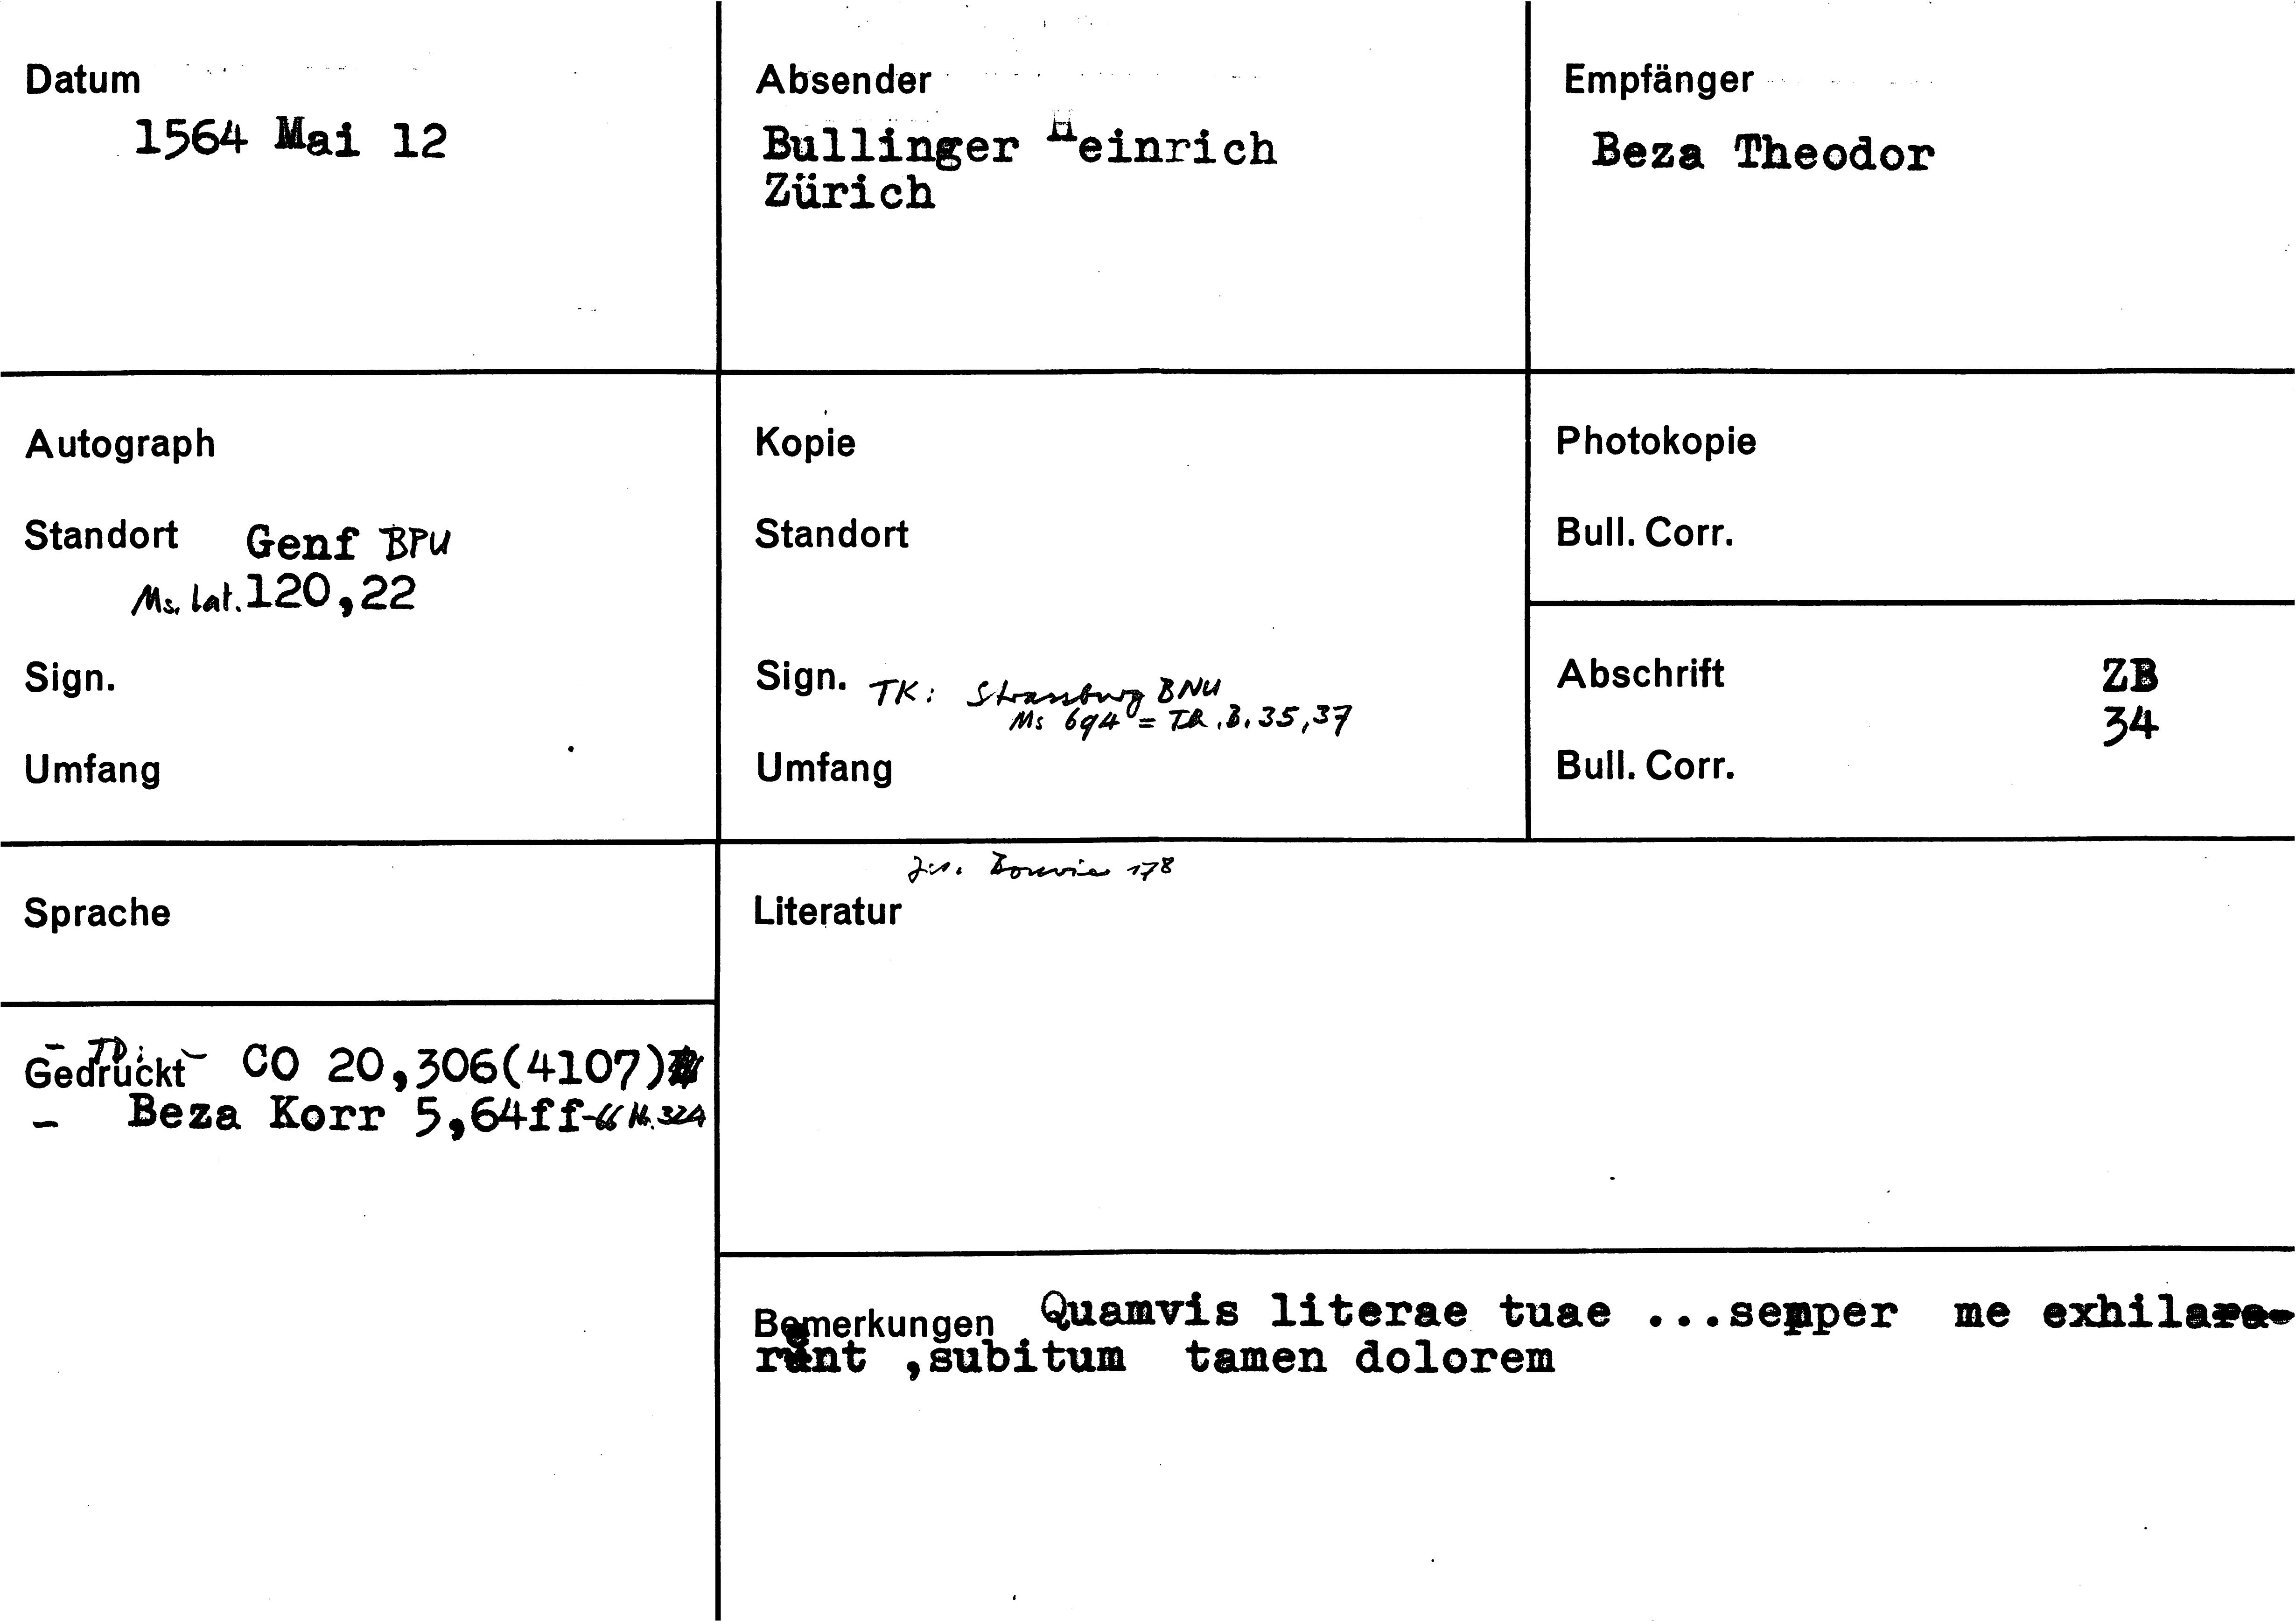 Datum
1564 Mai 12
Absender
Bullinger Heinrich
Zürich
Empfänger
Beza Theodor
Autograph
Standort Genf BPU
Ms. lat. 120,22
Sign.
Umfang
Kopie
Standort
Sign. TK: Strassburg BNU
Ms 694 = TR.B.35,37
Umfang
Photokopie
Bull. Corr.
Abschrift ZB
34
Bull. Corr.
Sprache
Bouvier 178
Literatur
- TD: -
Gedruckt CO 20,306(4107)
- Beza Korr 5,64ff-66 Nr. 324
Bemerkungen Quamvis literae tuae ...semper me exhilara-
runt ,subitum tamen dolorem